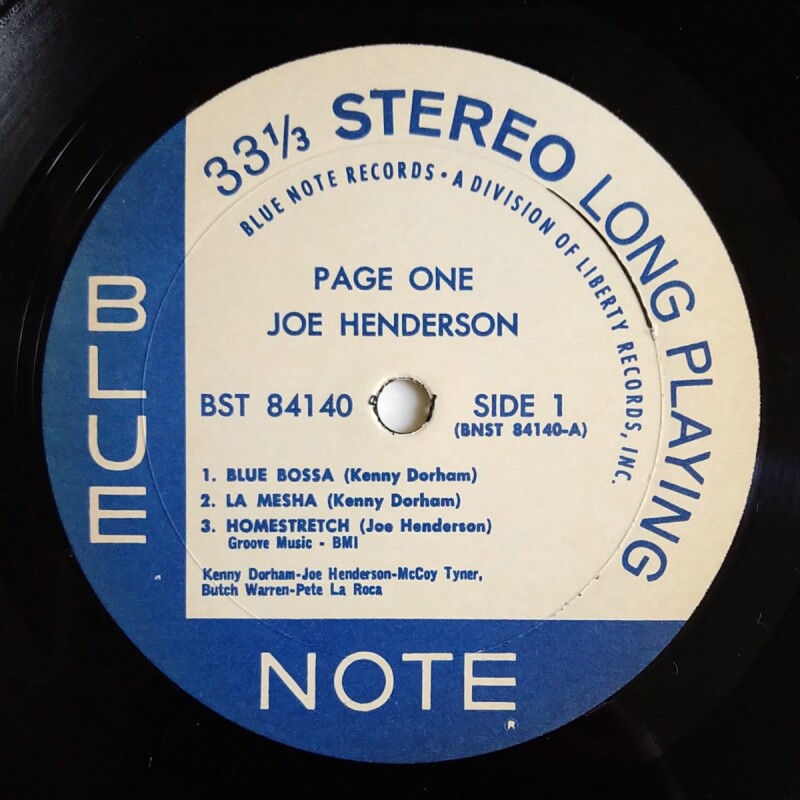 33⅓ STEREO LONG PLAYING
BLUE NOTE RECORDS • A DIVISION OF LIBERTY RECORDS, INC.
PAGE ONE
JOE HENDERSON
BST 84140
SIDE 1
(BNST 84140-A)
1. BLUE BOSSA (Kenny Dorham)
2. LA MESHA (Kenny Dorham)
3. HOMESTRETCH (Joe Henderson)
Groove Music - BMI
Kenny Dorham-Joe Henderson-McCoy Tyner,
Butch Warren-Pete La Roca
BLUE
NOTE
®